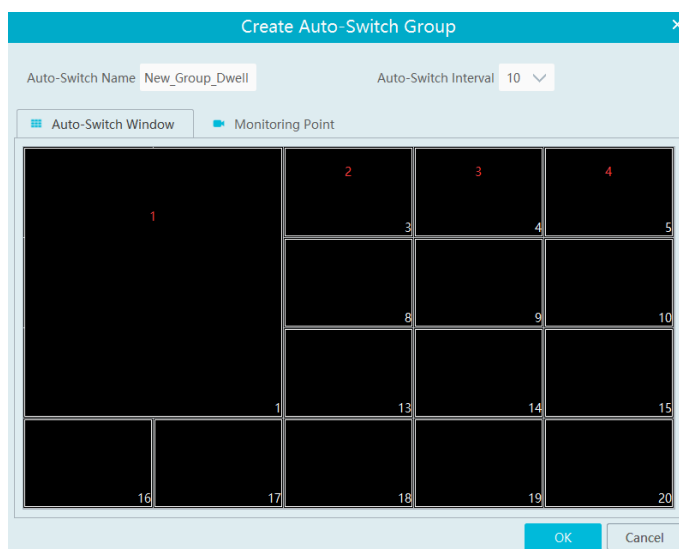 Create Auto-Switch Group ×
Auto-Switch Name New_Group_Dwell Auto-Switch Interval 10
Auto-Switch Window Monitoring Point
2 3 4
1
3 4 5
8 9 10
1 13 14 15
16 17 18 19 20
OK Cancel